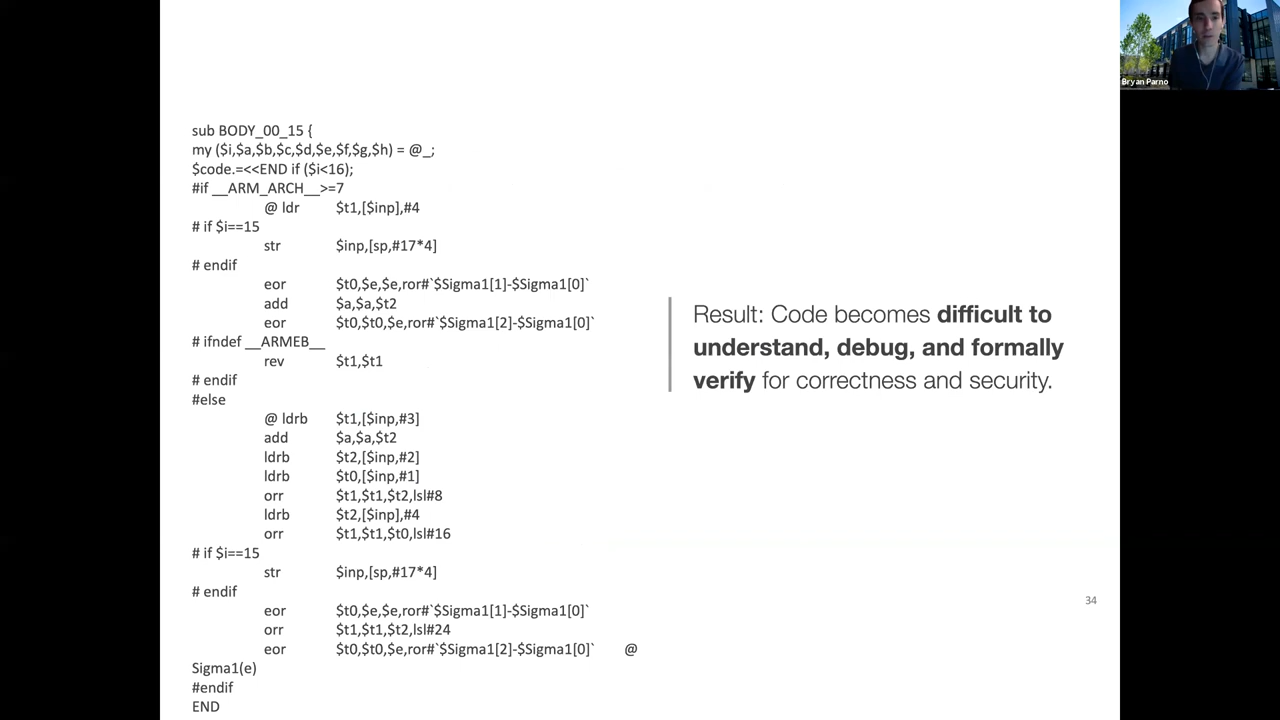 Bryan Parno
sub BODY_00_15 {
my ($i,$a,$b,$c,$d,$e,$f,$g,$h) = @_;
$code.=<<END if ($i<16);
#if __ARM_ARCH__>=7
@ ldr $t1,[$inp],#4
# if $i==15
str $inp,[sp,#17*4]
# endif
eor $t0,$e,$e,ror#`$Sigma1[1]-$Sigma1[0]`
add $a,$a,$t2
eor $t0,$t0,$e,ror#`$Sigma1[2]-$Sigma1[0]`
# ifndef __ARMEB__
rev $t1,$t1
# endif
#else
@ ldrb $t1,[$inp,#3]
add $a,$a,$t2
ldrb $t2,[$inp,#2]
ldrb $t0,[$inp,#1]
orr $t1,$t1,$t2,lsl#8
ldrb $t2,[$inp],#4
orr $t1,$t1,$t0,lsl#16
# if $i==15
str $inp,[sp,#17*4]
# endif
eor $t0,$e,$e,ror#`$Sigma1[1]-$Sigma1[0]`
orr $t1,$t1,$t2,lsl#24
eor $t0,$t0,$e,ror#`$Sigma1[2]-$Sigma1[0]` @
Sigma1(e)
#endif
END
Result: Code becomes difficult to
understand, debug, and formally
verify for correctness and security.
34